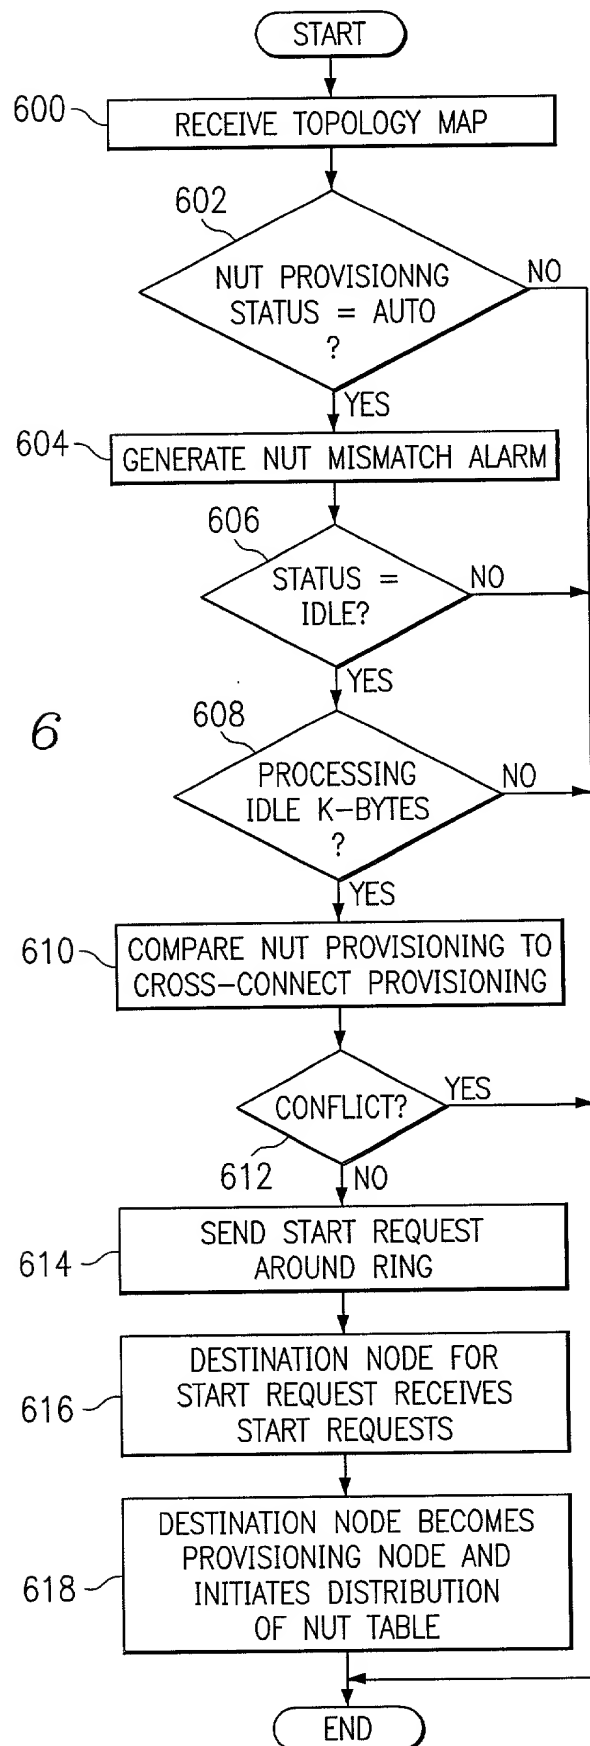 START
600
RECEIVE TOPOLOGY MAP
602
NUT PROVISIONNG
STATUS = AUTO
?
NO
YES
604
GENERATE NUT MISMATCH ALARM
606
STATUS =
IDLE?
NO
YES
6
608
PROCESSING
IDLE K-BYTES
?
NO
YES
610
COMPARE NUT PROVISIONING TO
CROSS-CONNECT PROVISIONING
CONFLICT?
YES
612
NO
614
SEND START REQUEST
AROUND RING
616
DESTINATION NODE FOR
START REQUEST RECEIVES
START REQUESTS
618
DESTINATION NODE BECOMES
PROVISIONING NODE AND
INITIATES DISTRIBUTION
OF NUT TABLE
END